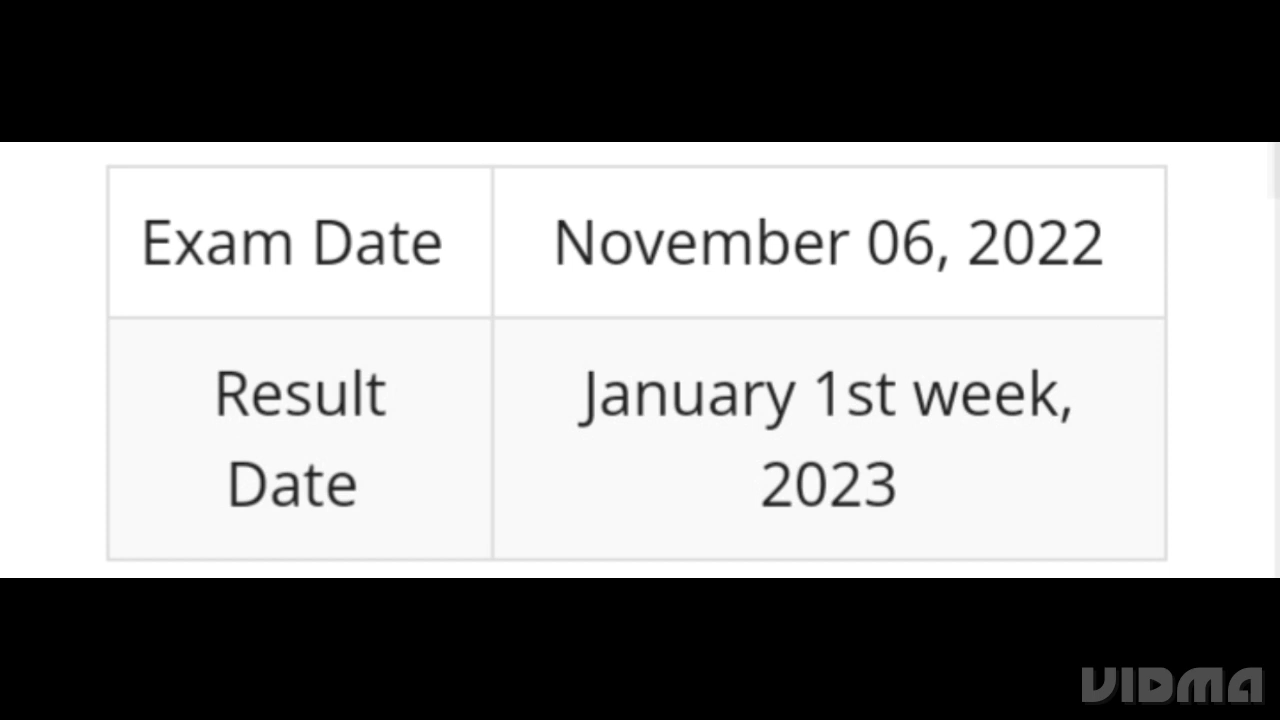 Exam Date
November 06, 2022
Result
Date
January 1st week,
2023
VIDMA